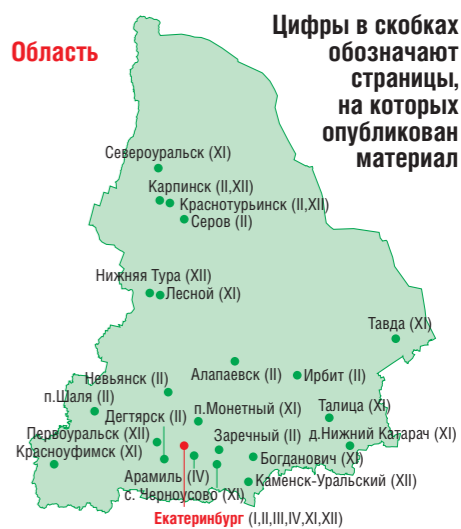 Область
Цифры в скобках
обозначают
страницы,
на которых
опубликован
материал
Североуральск (XI)
Карпинск (II,XII)
Краснотурьинск (II,XII)
Серов (II)
Нижняя Тура (XII)
Лесной (XI)
Тавда (XI)
Алапаевск (II)
Ирбит (II)
Невьянск (II)
п.Шаля (II)
Дегтярск (II)
п.Монетный (XI)
Талица (XI)
Первоуральск (XII)
Заречный (II)
д.Нижний Катарач (XI)
Красноуфимск (XI)
Богданович (XI)
Арамиль (IV)
Каменск-Уральский (XII)
с. Черноусово (XI)
Екатеринбург (I,II,III,IV,XI,XII)